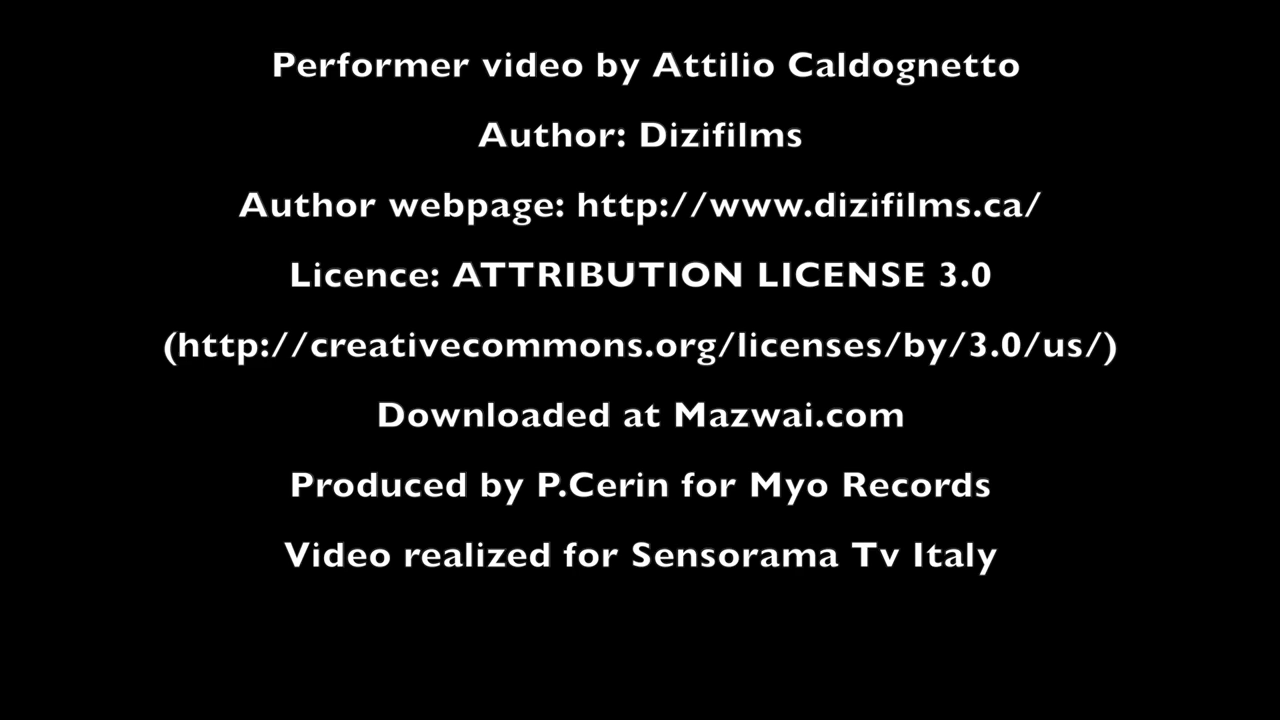 Performer video by Attilio Caldognetto
Author: Dizifilms
Author webpage: http://www.dizifilms.ca/
Licence: ATTRIBUTION LICENSE 3.0
(http://creativecommons.org/licenses/by/3.0/us/)
Downloaded at Mazwai.com
Produced by P.Cerin for Myo Records
Video realized for Sensorama Tv Italy